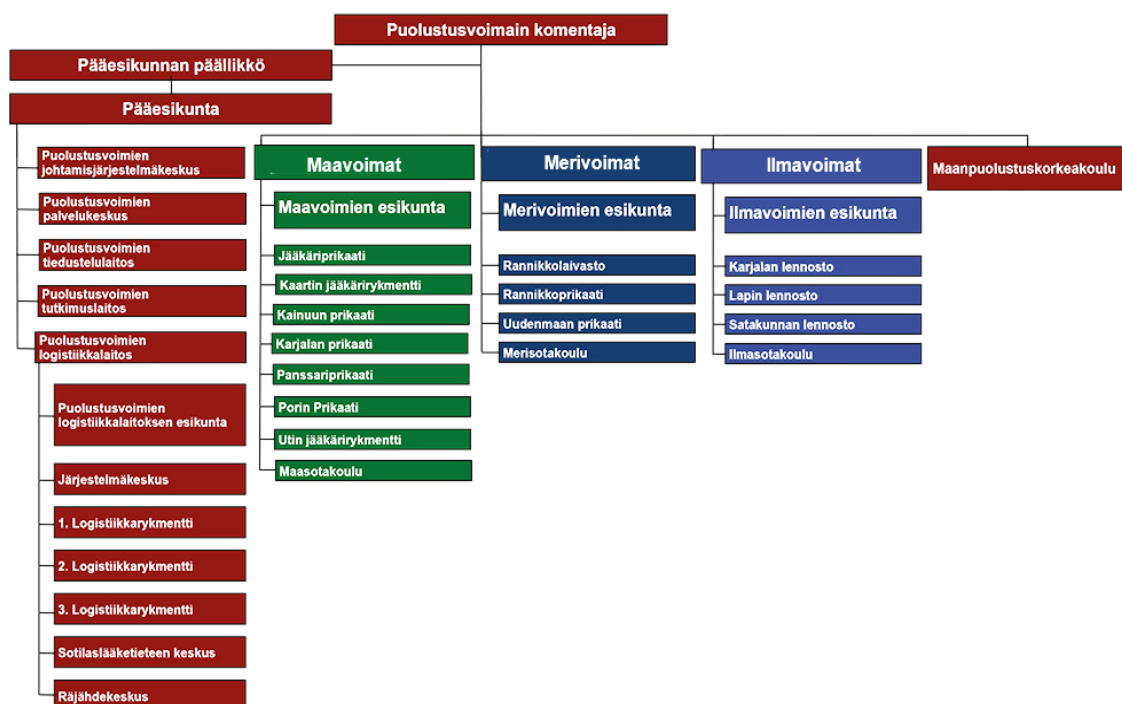 Puolustusvoimain komentaja
Pääesikunnan päällikkö
Pääesikunta
Puolustusvoimien
johtamisjärjestelmäkeskus
Puolustusvoimien
palvelukeskus
Puolustusvoimien
tiedustelulaitos
Puolustusvoimien
tutkimuslaitos
Puolustusvoimien
logistiikkalaitos
Puolustusvoimien
logistiikkalaitoksen esikunta
Järjestelmäkeskus
1. Logistiikkarykmentti
2. Logistiikkarykmentti
3. Logistiikkarykmentti
Sotilaslääketieteen keskus
Räjähdekeskus
Maavoimat
Maavoimien esikunta
Jääkäriprikaati
Kaartin jääkärirykmentti
Kainuun prikaati
Karjalan prikaati
Panssariprikaati
Porin Prikaati
Utin jääkärirykmentti
Maasotakoulu
Merivoimat
Merivoimien esikunta
Rannikkolaivasto
Rannikkoprikaati
Uudenmaan prikaati
Merisotakoulu
Ilmavoimat
Ilmavoimien esikunta
Karjalan lennosto
Lapin lennosto
Satakunnan lennosto
Ilmasotakoulu
Maanpuolustuskorkeakoulu